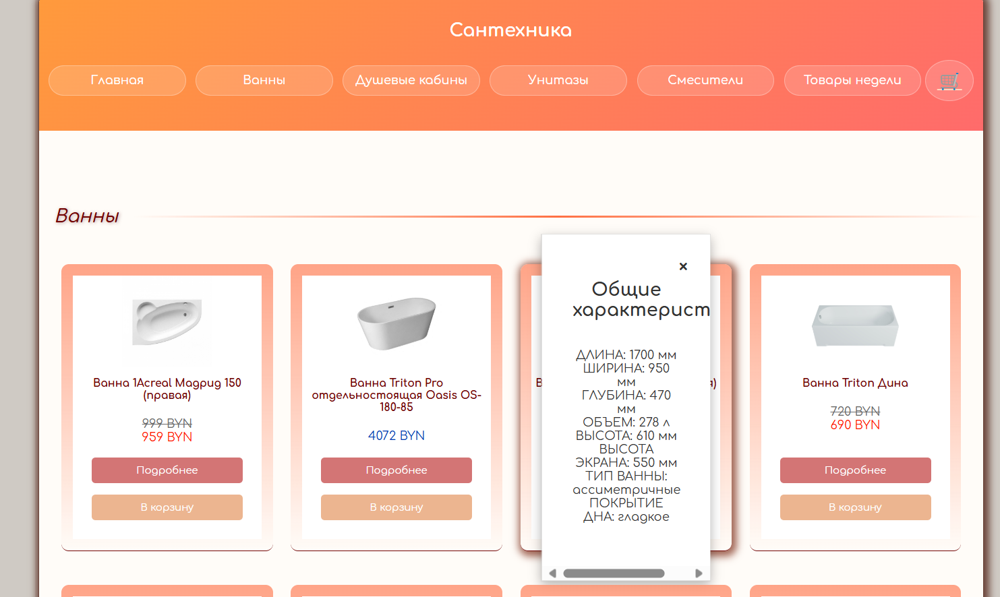 Сантехника
Главная
Ванны
Душевые кабины
Унитазы
Смесители
Товары недели
Ванны
Ванна 1Acreal Мадрид 150
(правая)
999 BYN
959 BYN
Подробнее
В корзину
Ванна Triton Pro
отдельностоящая Oasis OS-
180-85
4072 BYN
Подробнее
В корзину
×
Общие
характерист
ДЛИНА: 1700 мм
ШИРИНА: 950
мм
ГЛУБИНА: 470
мм
ОБЪЕМ: 278 л
ВЫСОТА: 610 мм
ВЫСОТА
ЭКРАНА: 550 мм
ТИП ВАННЫ:
ассиметричные
ПОКРЫТИЕ
ДНА: гладкое
Ванна Triton Дина
720 BYN
690 BYN
Подробнее
В корзину